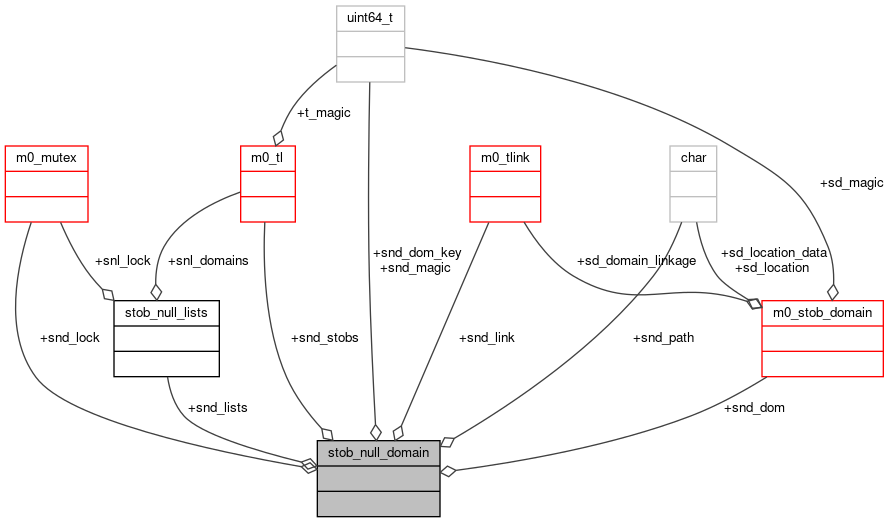 uint64_t
+t_magic
m0_mutex
m0_tl
m0_tlink
char
+sd_magic
+snl_lock
+snl_domains
+snd_dom_key
+snd_magic
+sd_domain_linkage
+sd_location_data
+sd_location
stob_null_lists
m0_stob_domain
+snd_lock
+snd_stobs
+snd_link
+snd_path
+snd_lists
+snd_dom
stob_null_domain